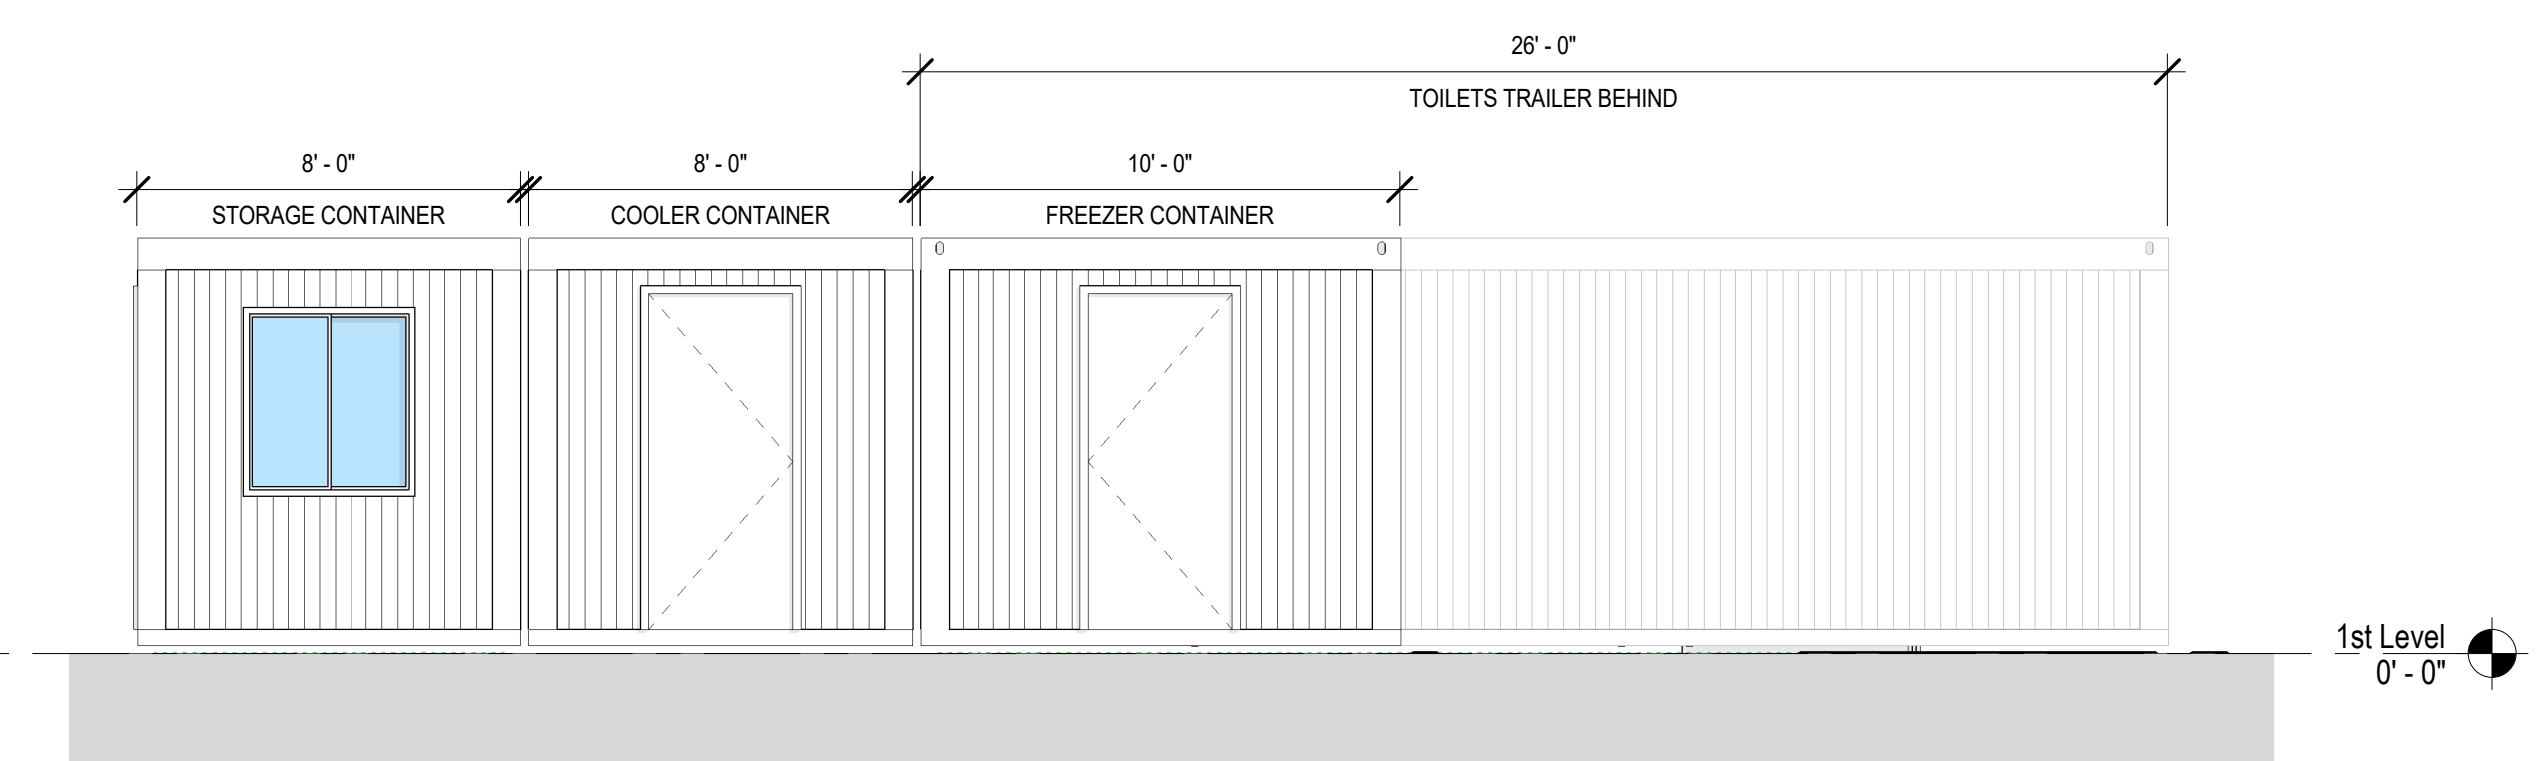 26' - 0"
TOILETS TRAILER BEHIND
8' - 0"
8' - 0"
10' - 0"
STORAGE CONTAINER
COOLER CONTAINER
FREEZER CONTAINER
1st Level
0' - 0"